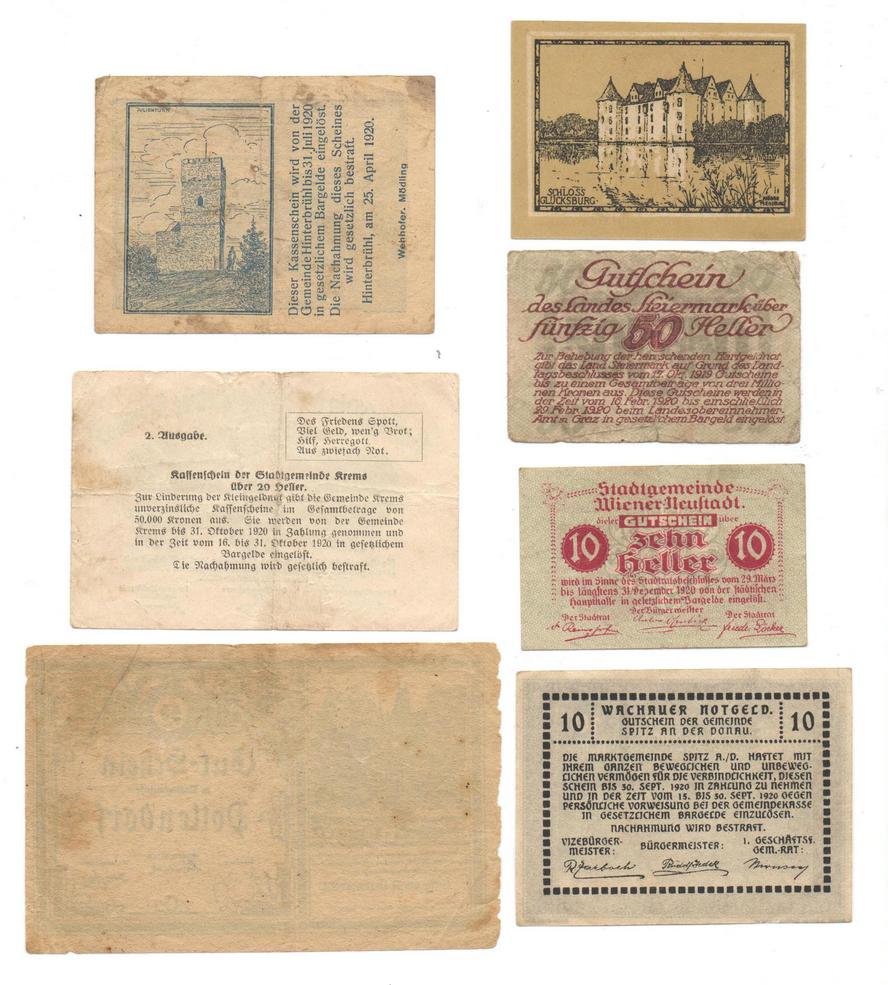 JULIENTURM
Dieser Kassenschein wird von der
Gemeinde Hinterbrühl bis 31. Juli 1920
in gesetzlichem Bargelde eingelöst.
Die Nachahmung dieses Scheines
wird gesetzlich bestraft.
Hinterbrühl, am 25. April 1920.
Wehhofer, Mödling
SCHLOSS
GLÜCKSBURG
Gutschein
des Landes Steiermark über
fünfzig 50 Heller
Zur Behebung der herrschenden Hartgeldnot
gibt das Land Steiermark auf Grund des Land-
tagsbeschlusses vom 17. Okt. 1919 Gutscheine
bis zu einem Gesamtbetrage von drei Millio-
nen Kronen aus. Diese Gutscheine werden in
der Zeit vom 16. Febr. 1920 bis einschließlich
29. Febr. 1920 beim Landesobereinnehmer-
Amt in Graz in gesetzlichem Bargeld eingelöst
2. Ausgabe.
Des Friedens Spott,
Viel Geld, wen'g Brot;
Hilf, Herregott
Aus zwiefach Not.
Kassenschein der Stadtgemeinde Krems
über 20 Heller.
Zur Linderung der Kleingeldnot gibt die Gemeinde Krems
unverzinsliche Kassenscheine im Gesamtbetrage von
50.000 Kronen aus. Sie werden von der Gemeinde
Krems bis 31. Oktober 1920 in Zahlung genommen und
in der Zeit vom 16. bis 31. Oktober 1920 in gesetzlichem
Bargelde eingelöst.
Die Nachahmung wird gesetzlich bestraft.
Stadtgemeinde
Wiener-Neustadt.
dieser GUTSCHEIN über
10 zehn 10
Heller
wird im Sinne des Stadtratsbeschlusses vom 29. März
bis längstens 31. Dezember 1920 von der städtischen
Hauptkasse in gesetzlichem Bargelde eingelöst.
Der Bürgermeister
Der Stadtrat Der Stadtrat
Gut-Schein
Pottendorf
10 WACHAUER NOTGELD. 10
GUTSCHEIN DER GEMEINDE
SPITZ AN DER DONAU.
DIE MARKTGEMEINDE SPITZ A./D. HAFTET MIT
IHREM GANZEN BEWEGLICHEN UND UNBEWEG-
LICHEN VERMÖGEN FÜR DIE VERBINDLICHKEIT, DIESEN
SCHEIN BIS 30. SEPT. 1920 IN ZAHLUNG ZU NEHMEN
UND IN DER ZEIT VOM 15. BIS 30. SEPT. 1920 GEGEN
PERSÖNLICHE VORWEISUNG BEI DER GEMEINDEKASSE
IN GESETZLICHEM BARGELDE EINZULÖSEN.
NACHAHMUNG WIRD BESTRAFT.
VIZEBÜRGER- BÜRGERMEISTER: 1. GESCHÄFTSF.
MEISTER: GEM.-RAT: